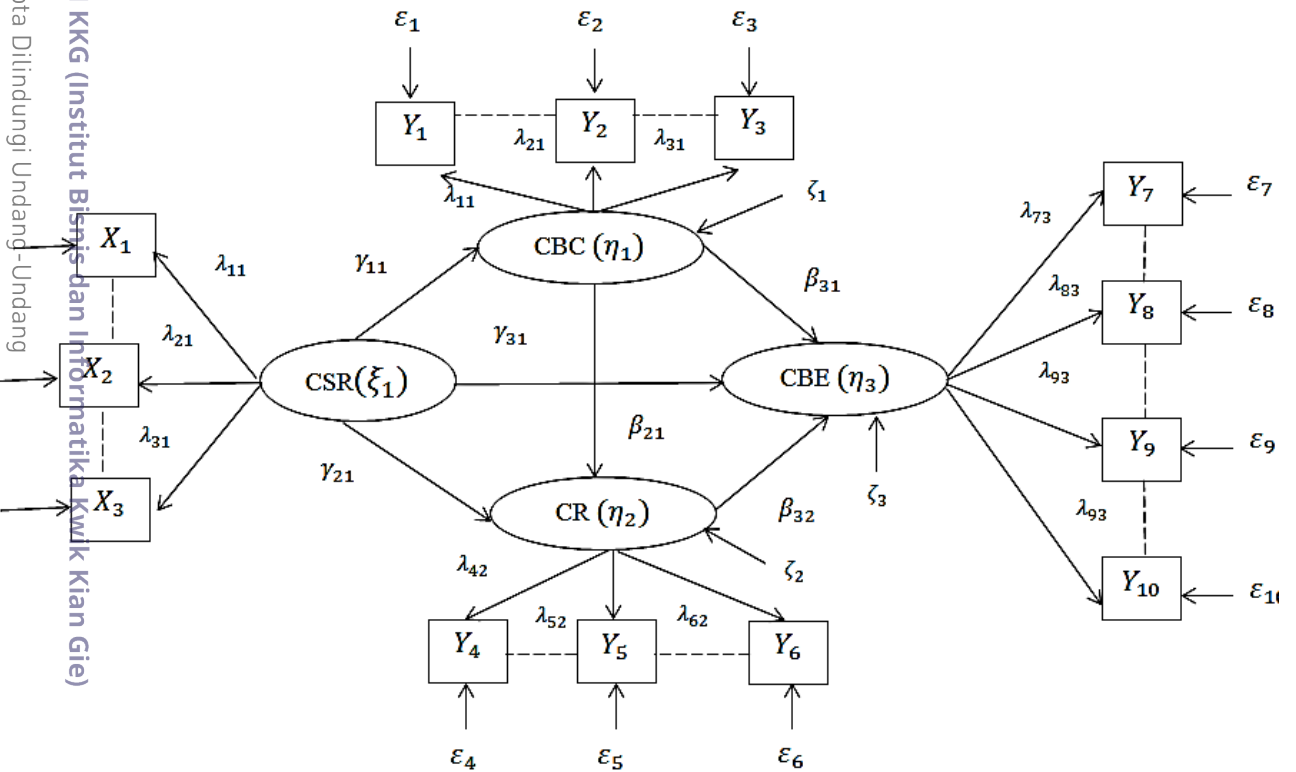 KKG (Institut Bisnis dan Informatika Kwik Kian Gie)
Dilindungi Undang-Undang
ε₁ ε₂ ε₃
Y₁ Y₂ Y₃
λ₂₁ λ₃₁
λ₁₁ ζ₁
X₁ λ₁₁ γ₁₁ CBC (η₁) β₃₁
Y₇ ε₇
λ₇₃
λ₈₃
Y₈ ε₈
X₂ λ₂₁ CSR(ξ₁) γ₃₁ CBE (η₃) λ₉₃
X₃ λ₃₁ γ₂₁ β₂₁
Y₉ ε₉
CR (η₂) β₃₂ ζ₃ λ₉₃
λ₄₂ ζ₂
Y₁₀
λ₅₂ λ₆₂
Y₄ Y₅ Y₆
ε₄ ε₅ ε₆